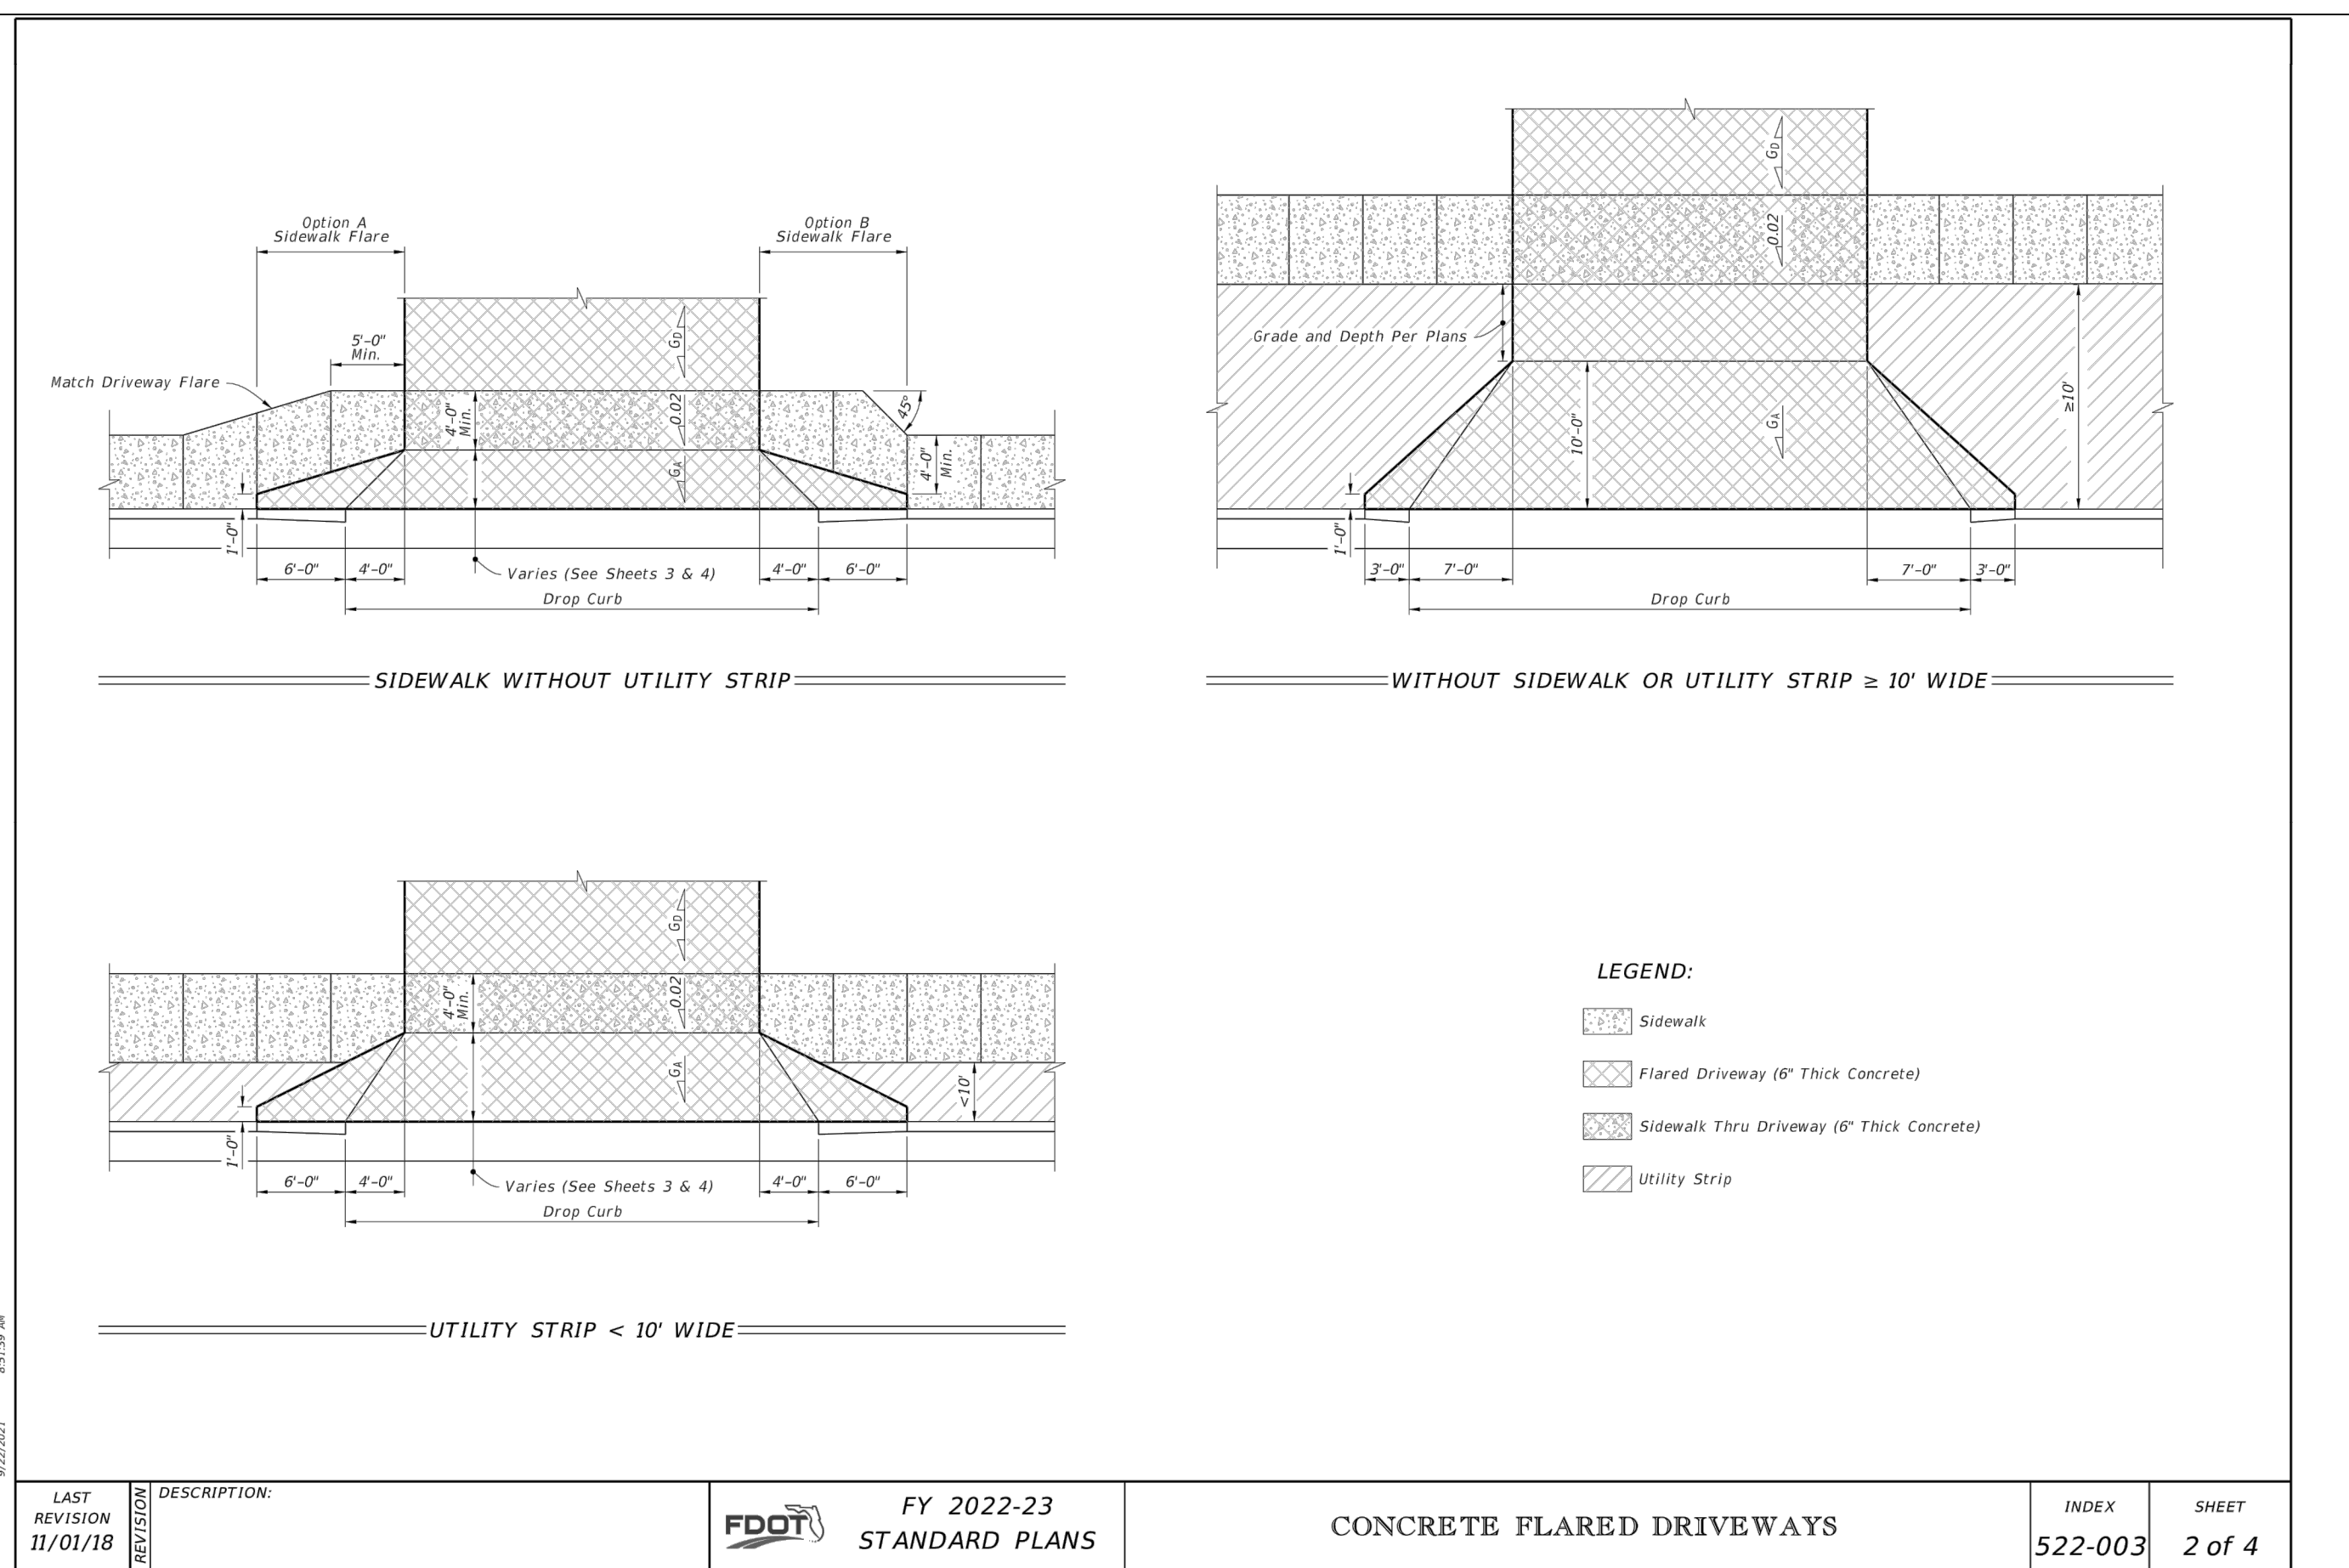 Option A
Sidewalk Flare
Option B
Sidewalk Flare
5'-0"
Min.
Match Driveway Flare
GD
45°
4'-0"
Min.
0.02
4'-0"
Min.
GA
1'-0"
6'-0"
4'-0"
Varies (See Sheets 3 & 4)
4'-0"
6'-0"
Drop Curb
SIDEWALK WITHOUT UTILITY STRIP
GD
0.02
Grade and Depth Per Plans
≥10'
10'-0"
GA
1'-0"
3'-0"
7'-0"
7'-0"
3'-0"
Drop Curb
WITHOUT SIDEWALK OR UTILITY STRIP ≥ 10' WIDE
GD
4'-0"
Min.
0.02
GA
<10'
1'-0"
6'-0"
4'-0"
Varies (See Sheets 3 & 4)
4'-0"
6'-0"
Drop Curb
UTILITY STRIP < 10' WIDE
LEGEND:
Sidewalk
Flared Driveway (6" Thick Concrete)
Sidewalk Thru Driveway (6" Thick Concrete)
Utility Strip
9/22/2021
8:51:59 AM
LAST
REVISION
11/01/18
REVISION
DESCRIPTION:
FDOT
FY 2022-23
STANDARD PLANS
CONCRETE FLARED DRIVEWAYS
INDEX
522-003
SHEET
2 of 4